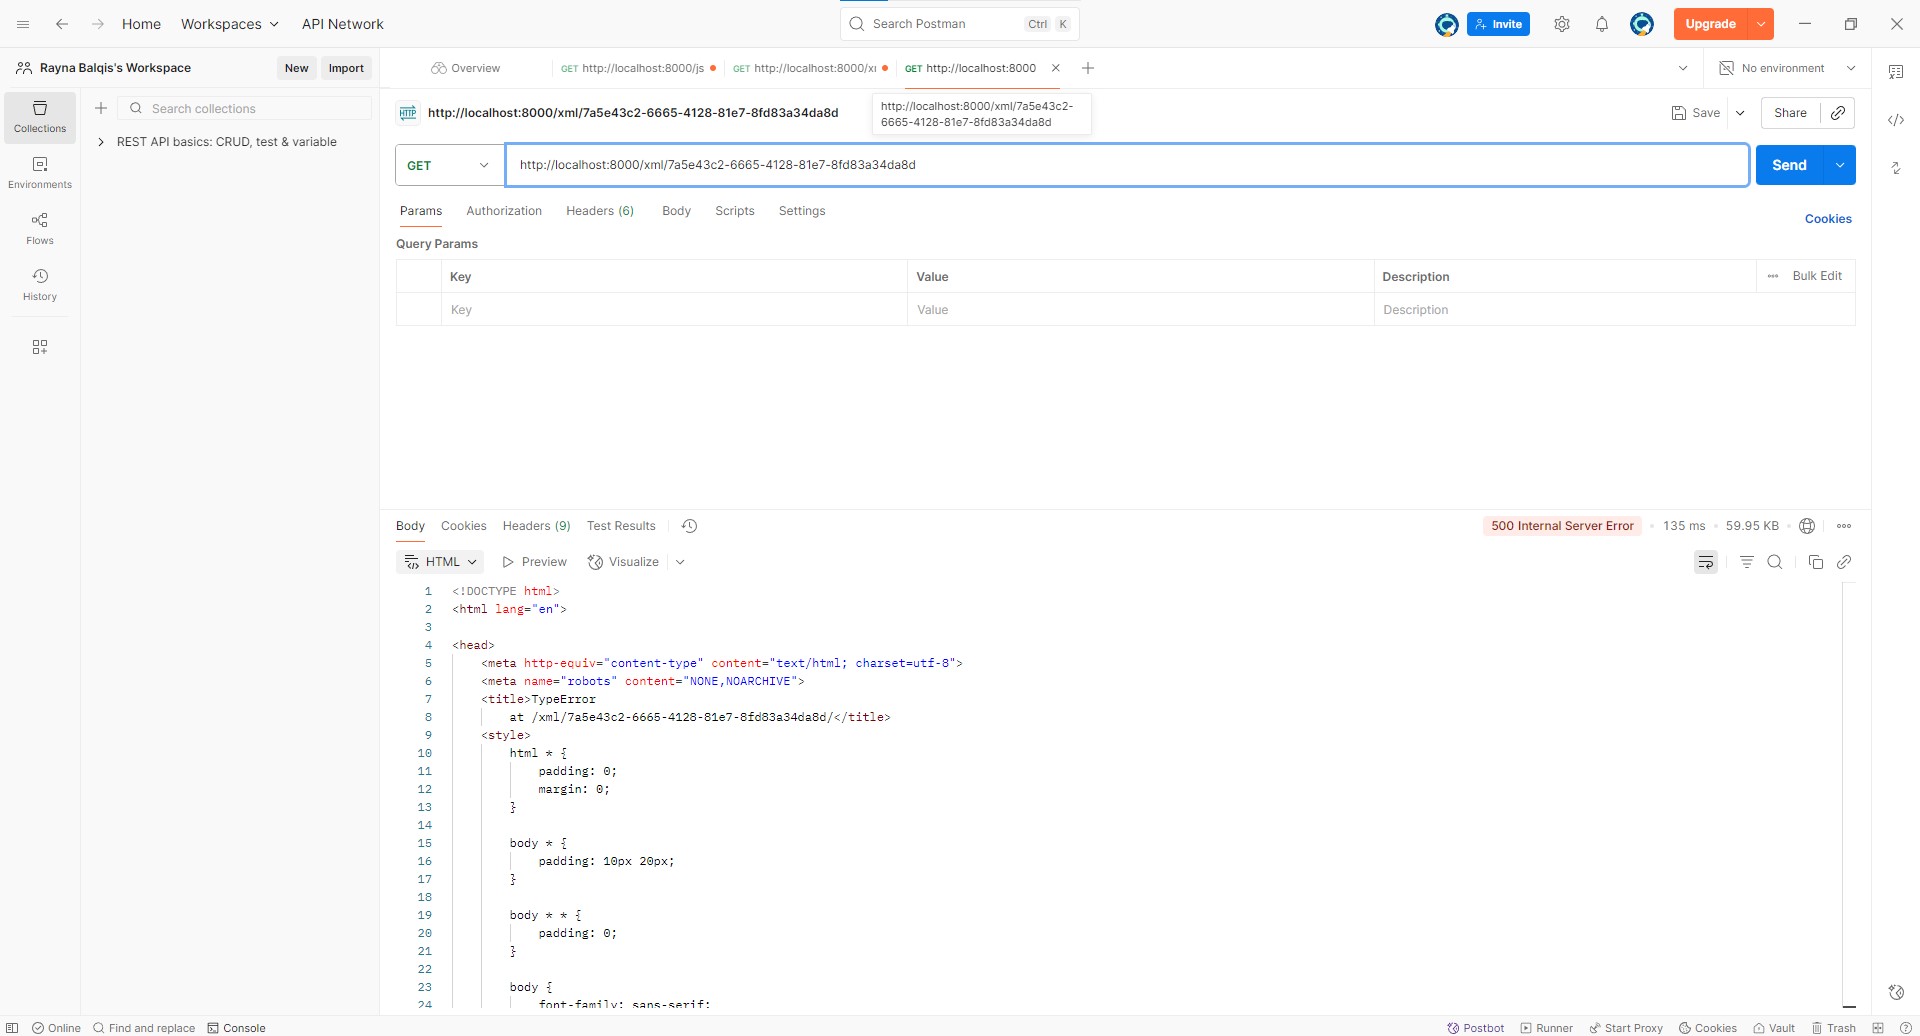 Home Workspaces API Network Search Postman Ctrl K Invite Upgrade
Rayna Balqis's Workspace New Import Overview GET http://localhost:8000/js GET http://localhost:8000/x GET http://localhost:8000 No environment
Collections Search collections HTTP http://localhost:8000/xml/7a5e43c2-6665-4128-81e7-8fd83a34da8d Save Share
http://localhost:8000/xml/7a5e43c2-
6665-4128-81e7-8fd83a34da8d
REST API basics: CRUD, test & variable
Environments
Flows
History
GET http://localhost:8000/xml/7a5e43c2-6665-4128-81e7-8fd83a34da8d Send
Params Authorization Headers (6) Body Scripts Settings Cookies
Query Params
Key Value Description Bulk Edit
Key Value Description
Body Cookies Headers (9) Test Results 500 Internal Server Error 135 ms 59.95 KB
HTML Preview Visualize
1 <!DOCTYPE html>
2 <html lang="en">
3
4 <head>
5 <meta http-equiv="content-type" content="text/html; charset=utf-8">
6 <meta name="robots" content="NONE,NOARCHIVE">
7 <title>TypeError
8 at /xml/7a5e43c2-6665-4128-81e7-8fd83a34da8d/</title>
9 <style>
10 html * {
11 padding: 0;
12 margin: 0;
13 }
14
15 body * {
16 padding: 10px 20px;
17 }
18
19 body * * {
20 padding: 0;
21 }
22
23 body {
24 font-family: sans-serif;
Online Find and replace Console Postbot Runner Start Proxy Cookies Vault Trash